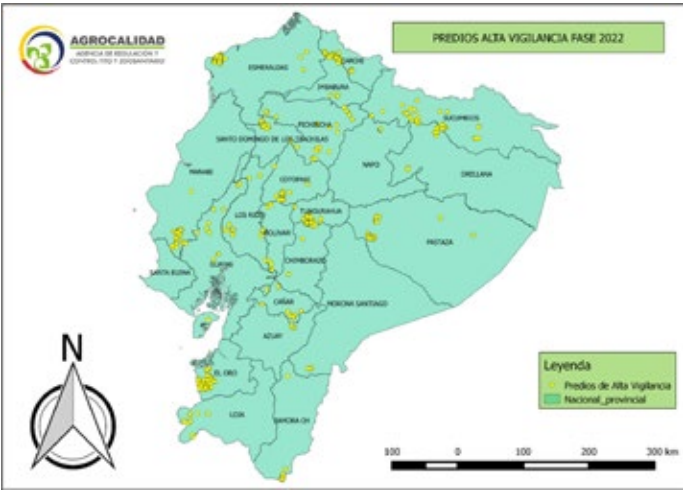 AGROCALIDAD
AGENCIA DE REGULACIÓN Y
CONTROL FITO Y ZOOSANITARIO
PREDIOS ALTA VIGILANCIA FASE 2022
ESMERALDAS
CARCHI
IMBABURA
SUCUMBIOS
PICHINCHA
SANTO DOMINGO DE LOS TSACHILAS
NAPO
ORELLANA
MANABI
COTOPAXI
LOS RIOS
TUNGURAHUA
BOLIVAR
PASTAZA
CHIMBORAZO
SANTA ELENA
GUAYAS
MORONA SANTIAGO
CAÑAR
AZUAY
EL ORO
LOJA
ZAMORA CH
N
Leyenda
Predios de Alta Vigilancia
Nacional_provincial
100 0 100 200 300 km